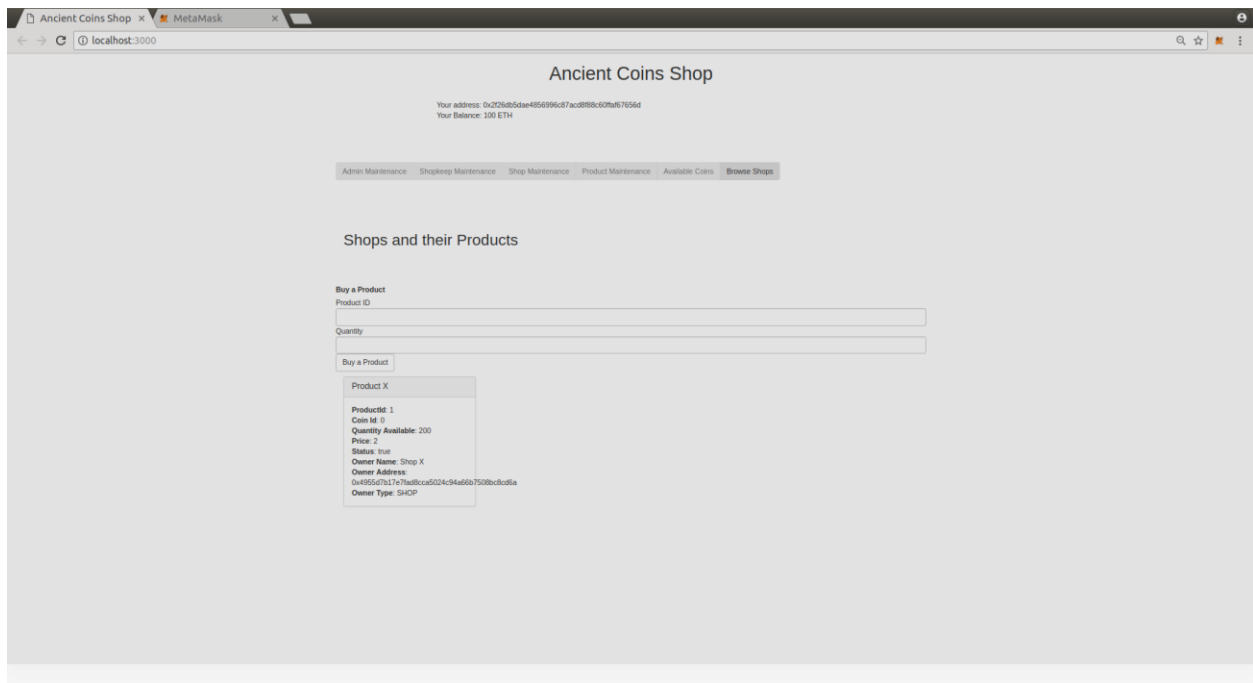 Ancient Coins Shop
MetaMask
localhost:3000
Ancient Coins Shop
Your address: 0x2f26db5dae4856996c87acd8f88c60ffaf67656d
Your Balance: 100 ETH
Admin Maintenance Shopkeep Maintenance Shop Maintenance Product Maintenance Available Coins Browse Shops
Shops and their Products
Buy a Product
Product ID
Quantity
Buy a Product
Product X
ProductId: 1
Coin Id: 0
Quantity Available: 200
Price: 2
Status: true
Owner Name: Shop X
Owner Address:
0x4955d7b17e7fad8cca5024c94a66b7508bc8cd6a
Owner Type: SHOP